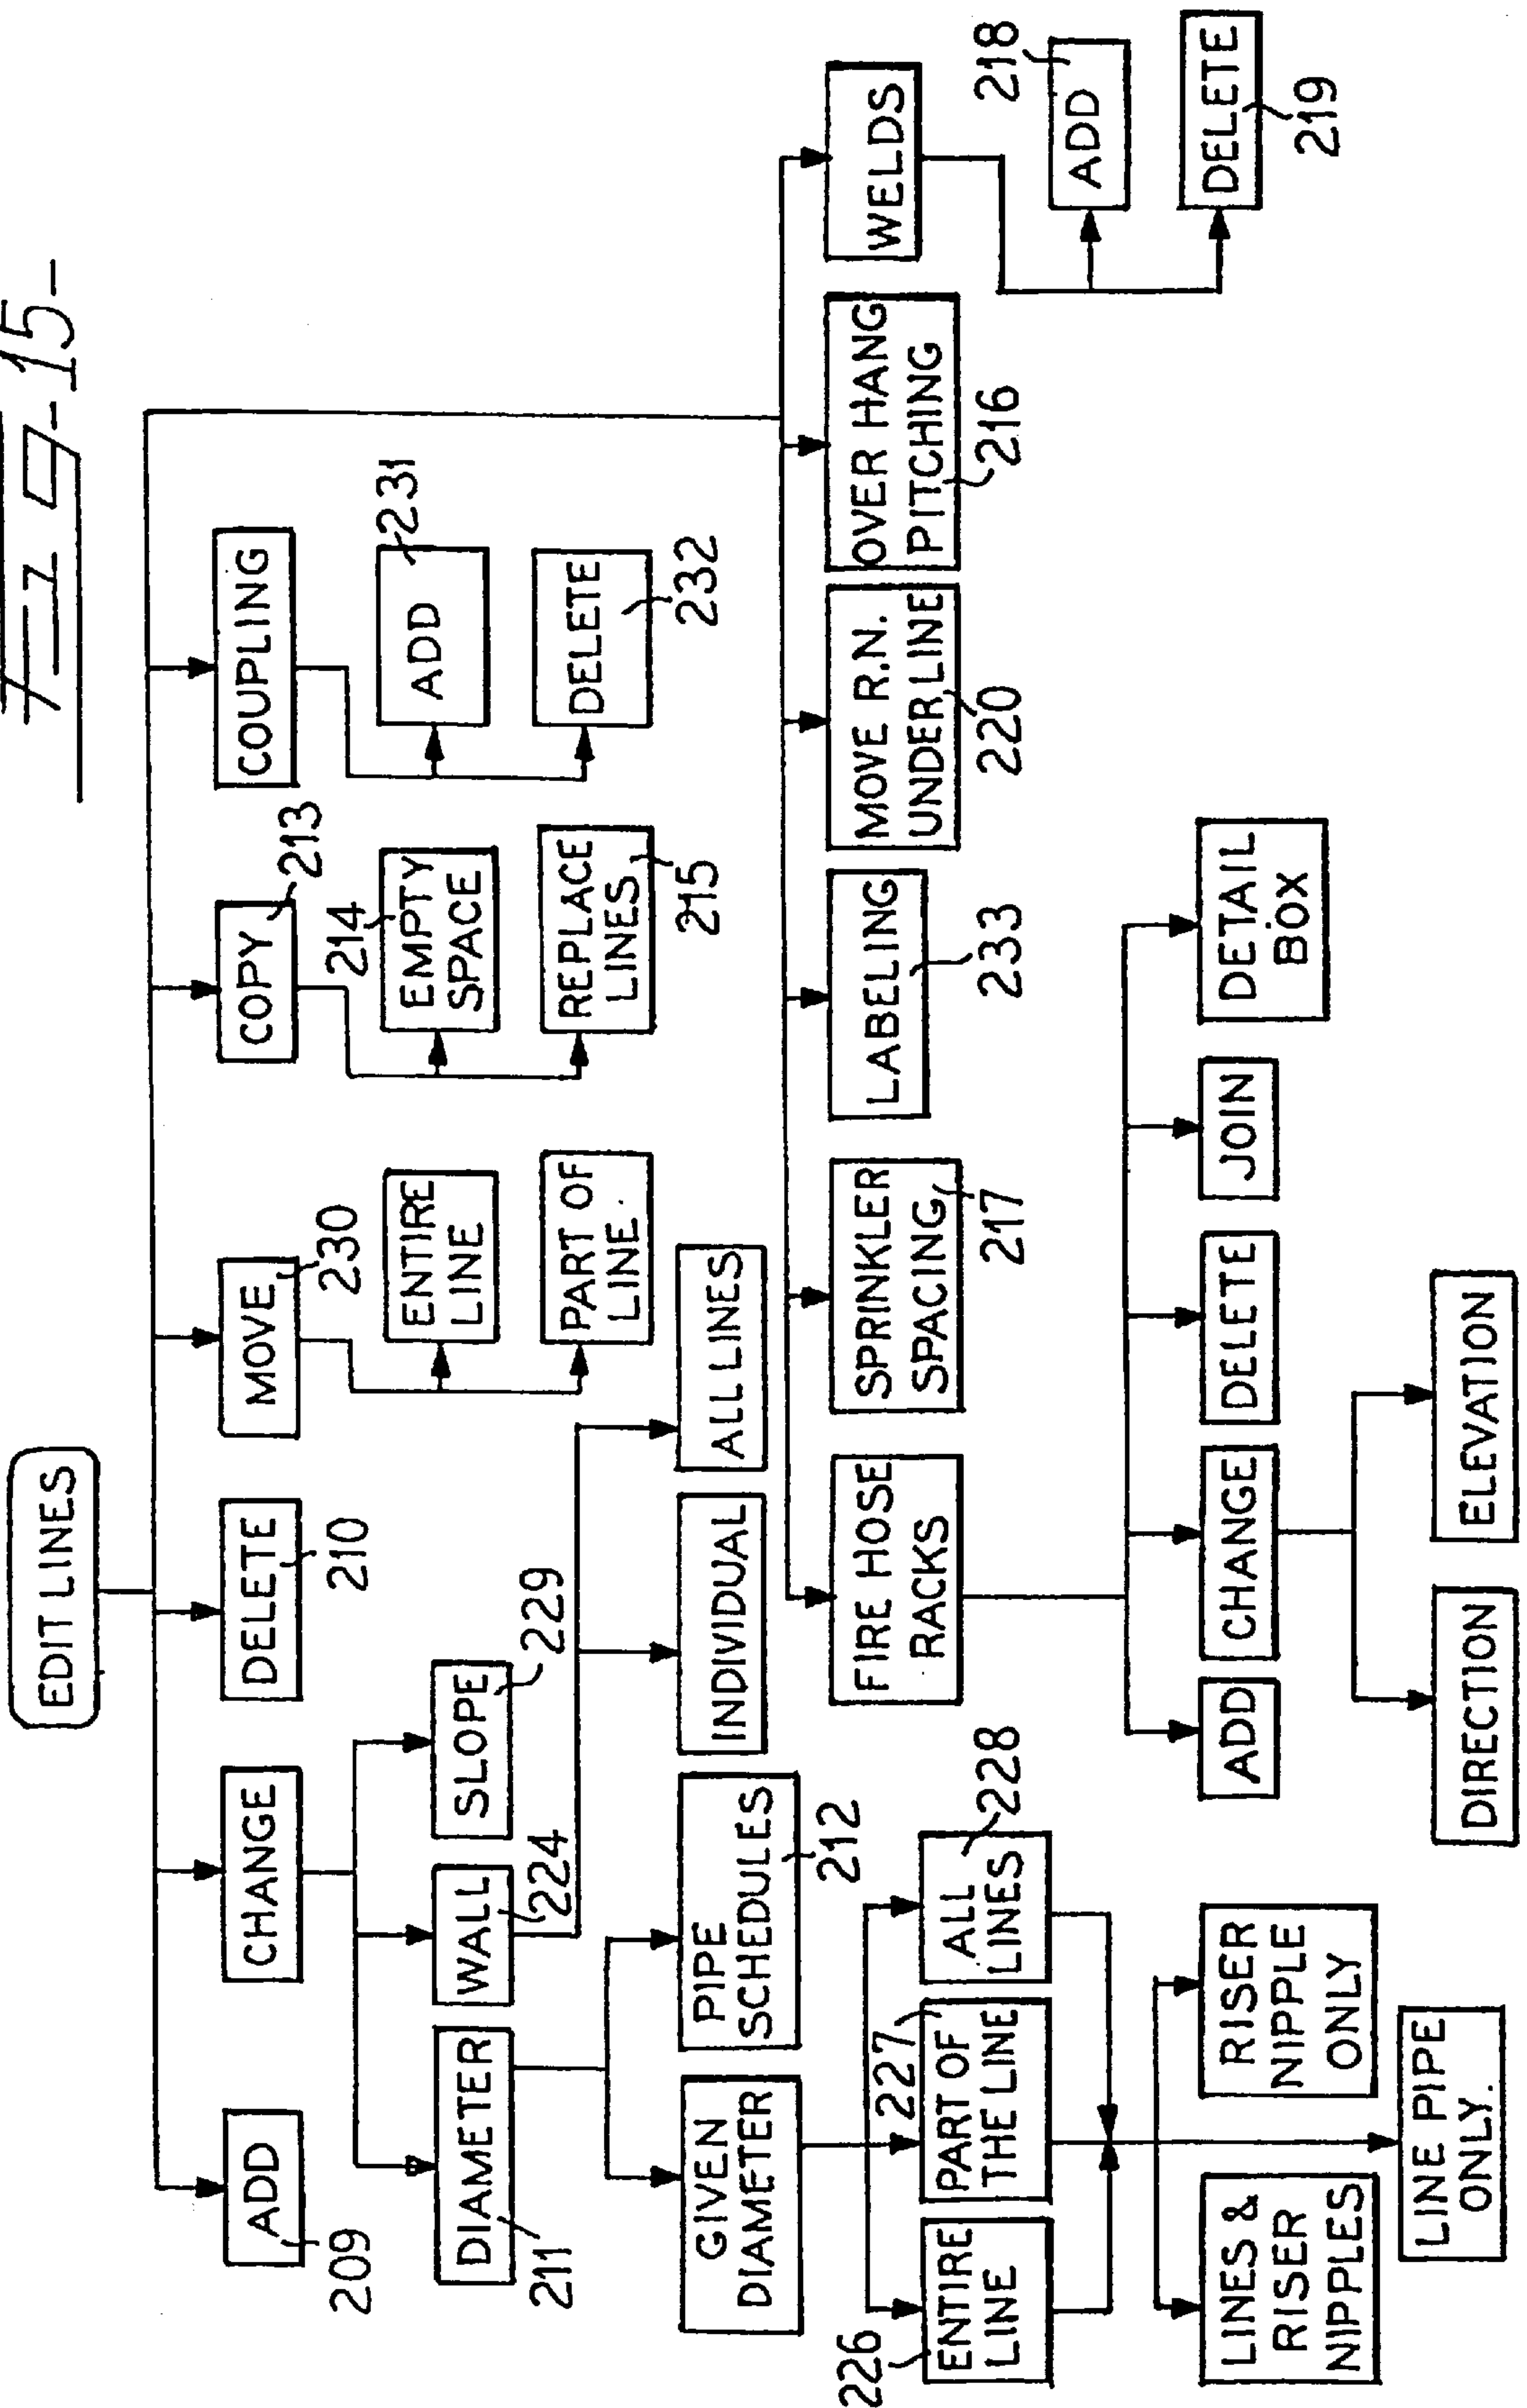 FIG-15-
EDIT LINES
ADD
209
CHANGE
DELETE
210
MOVE
230
COPY
213
COUPLING
DIAMETER
211
WALL
224
SLOPE
229
ENTIRE
LINE
PART OF
LINE.
214
EMPTY
SPACE
REPLACE
LINES.
215
ADD
231
DELETE
232
GIVEN
DIAMETER
PIPE
SCHEDULES
212
INDIVIDUAL
ALL LINES
226
ENTIRE
LINE
227
PART OF
THE LINE
ALL
LINES
228
LINES &
RISER
NIPPLES
RISER
NIPPLE
ONLY
LINE PIPE
ONLY.
FIRE HOSE
RACKS
SPRINKLER
SPACING
217
LABELING
233
MOVE R.N.
UNDER LINE
220
OVER HANG
PITCHING
216
WELDS
ADD
218
DELETE
219
ADD
CHANGE
DELETE
JOIN
DETAIL
BOX
DIRECTION
ELEVATION